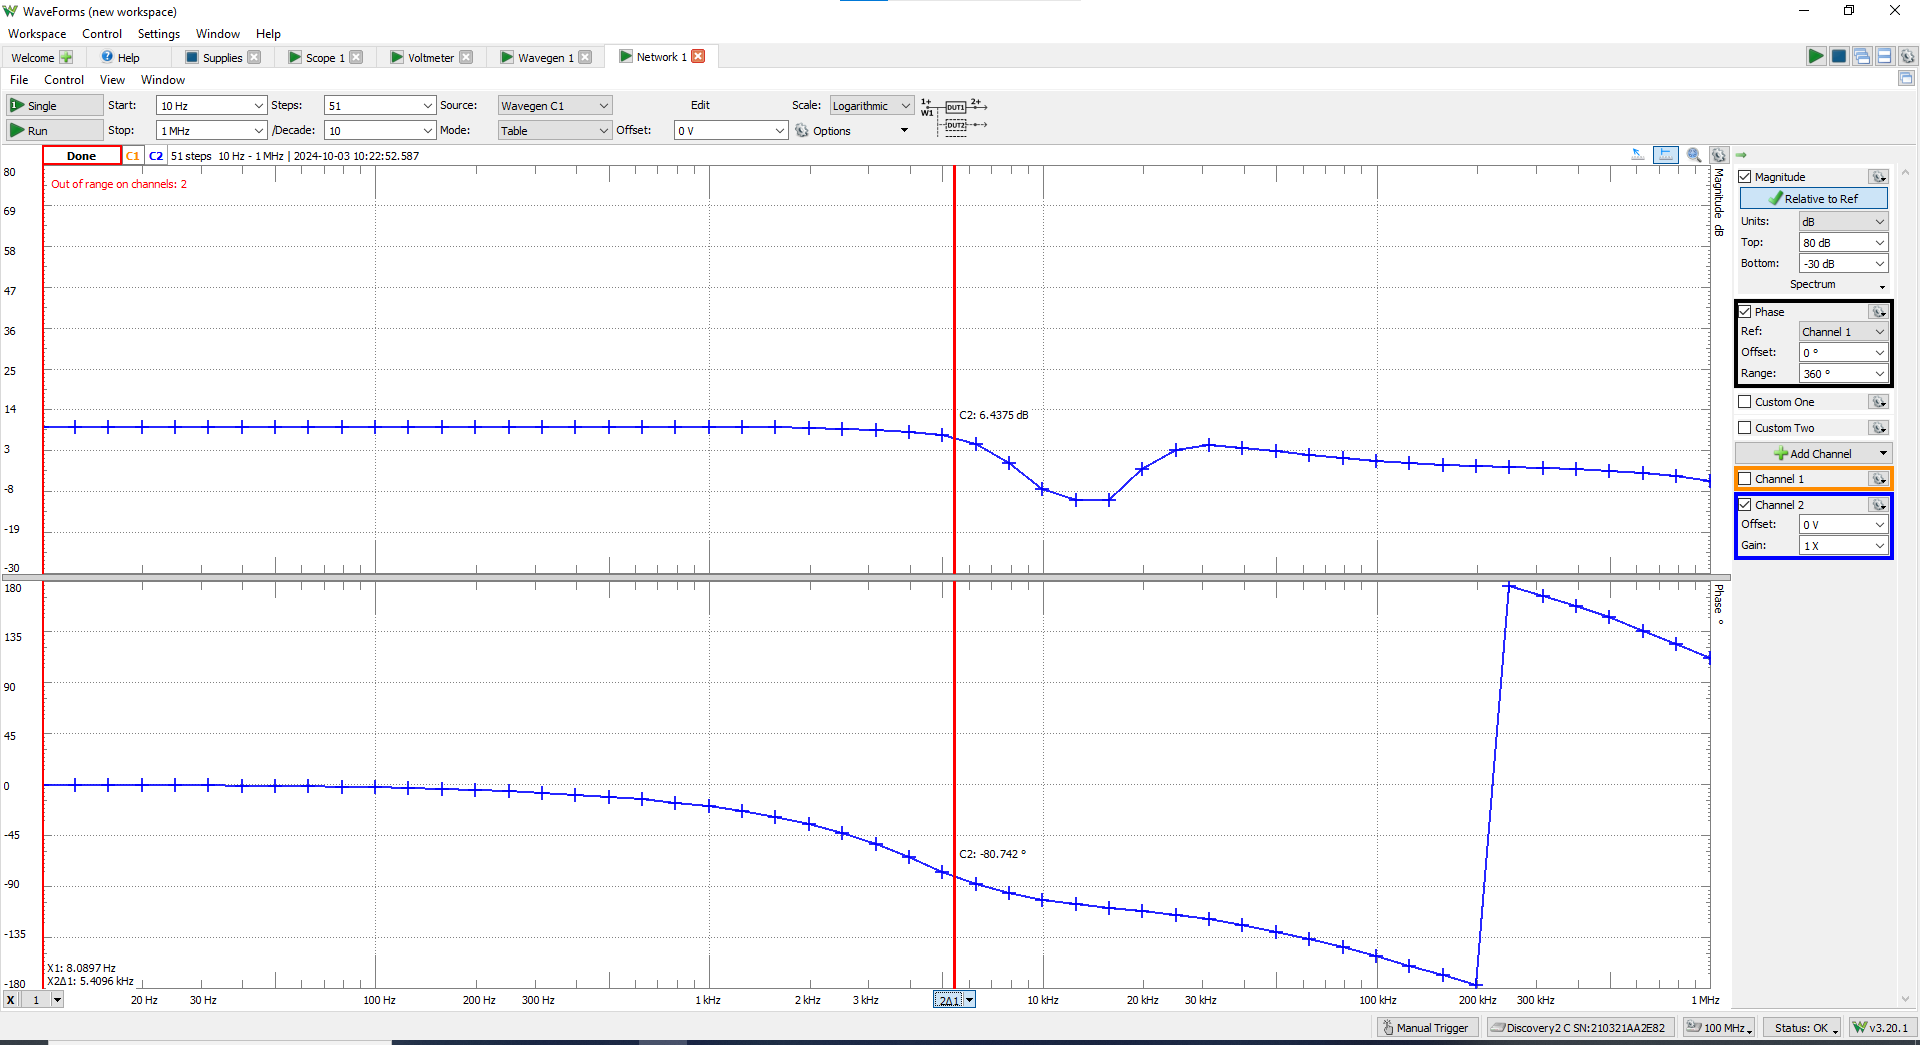 WaveForms (new workspace)
Workspace Control Settings Window Help
Welcome Help Supplies Scope 1 Voltmeter Wavegen 1 Network 1
File Control View Window
Single Start: 10 Hz Steps: 51 Source: Wavegen C1 Edit Scale: Logarithmic 1+ W1 DUT1 2+
Run Stop: 1 MHz /Decade: 10 Mode: Table Offset: 0 V Options DUT2
Done C1 C2 51 steps 10 Hz - 1 MHz | 2024-10-03 10:22:52.587
Out of range on channels: 2
80
69
58
47
36
25
14
3
-8
-19
-30
C2: 6.4375 dB
Magnitude dB
180
135
90
45
0
-45
-90
-135
-180
C2: -80.742 °
Phase °
X1: 8.0897 Hz
X2Δ1: 5.4096 kHz
X 1 20 Hz 30 Hz 100 Hz 200 Hz 300 Hz 1 kHz 2 kHz 3 kHz 2Δ1 10 kHz 20 kHz 30 kHz 100 kHz 200 kHz 300 kHz 1 MHz
Magnitude
Relative to Ref
Units: dB
Top: 80 dB
Bottom: -30 dB
Spectrum
Phase
Ref: Channel 1
Offset: 0 °
Range: 360 °
Custom One
Custom Two
Add Channel
Channel 1
Channel 2
Offset: 0 V
Gain: 1 X
Manual Trigger Discovery2 C SN:210321AA2E82 100 MHz Status: OK v3.20.1